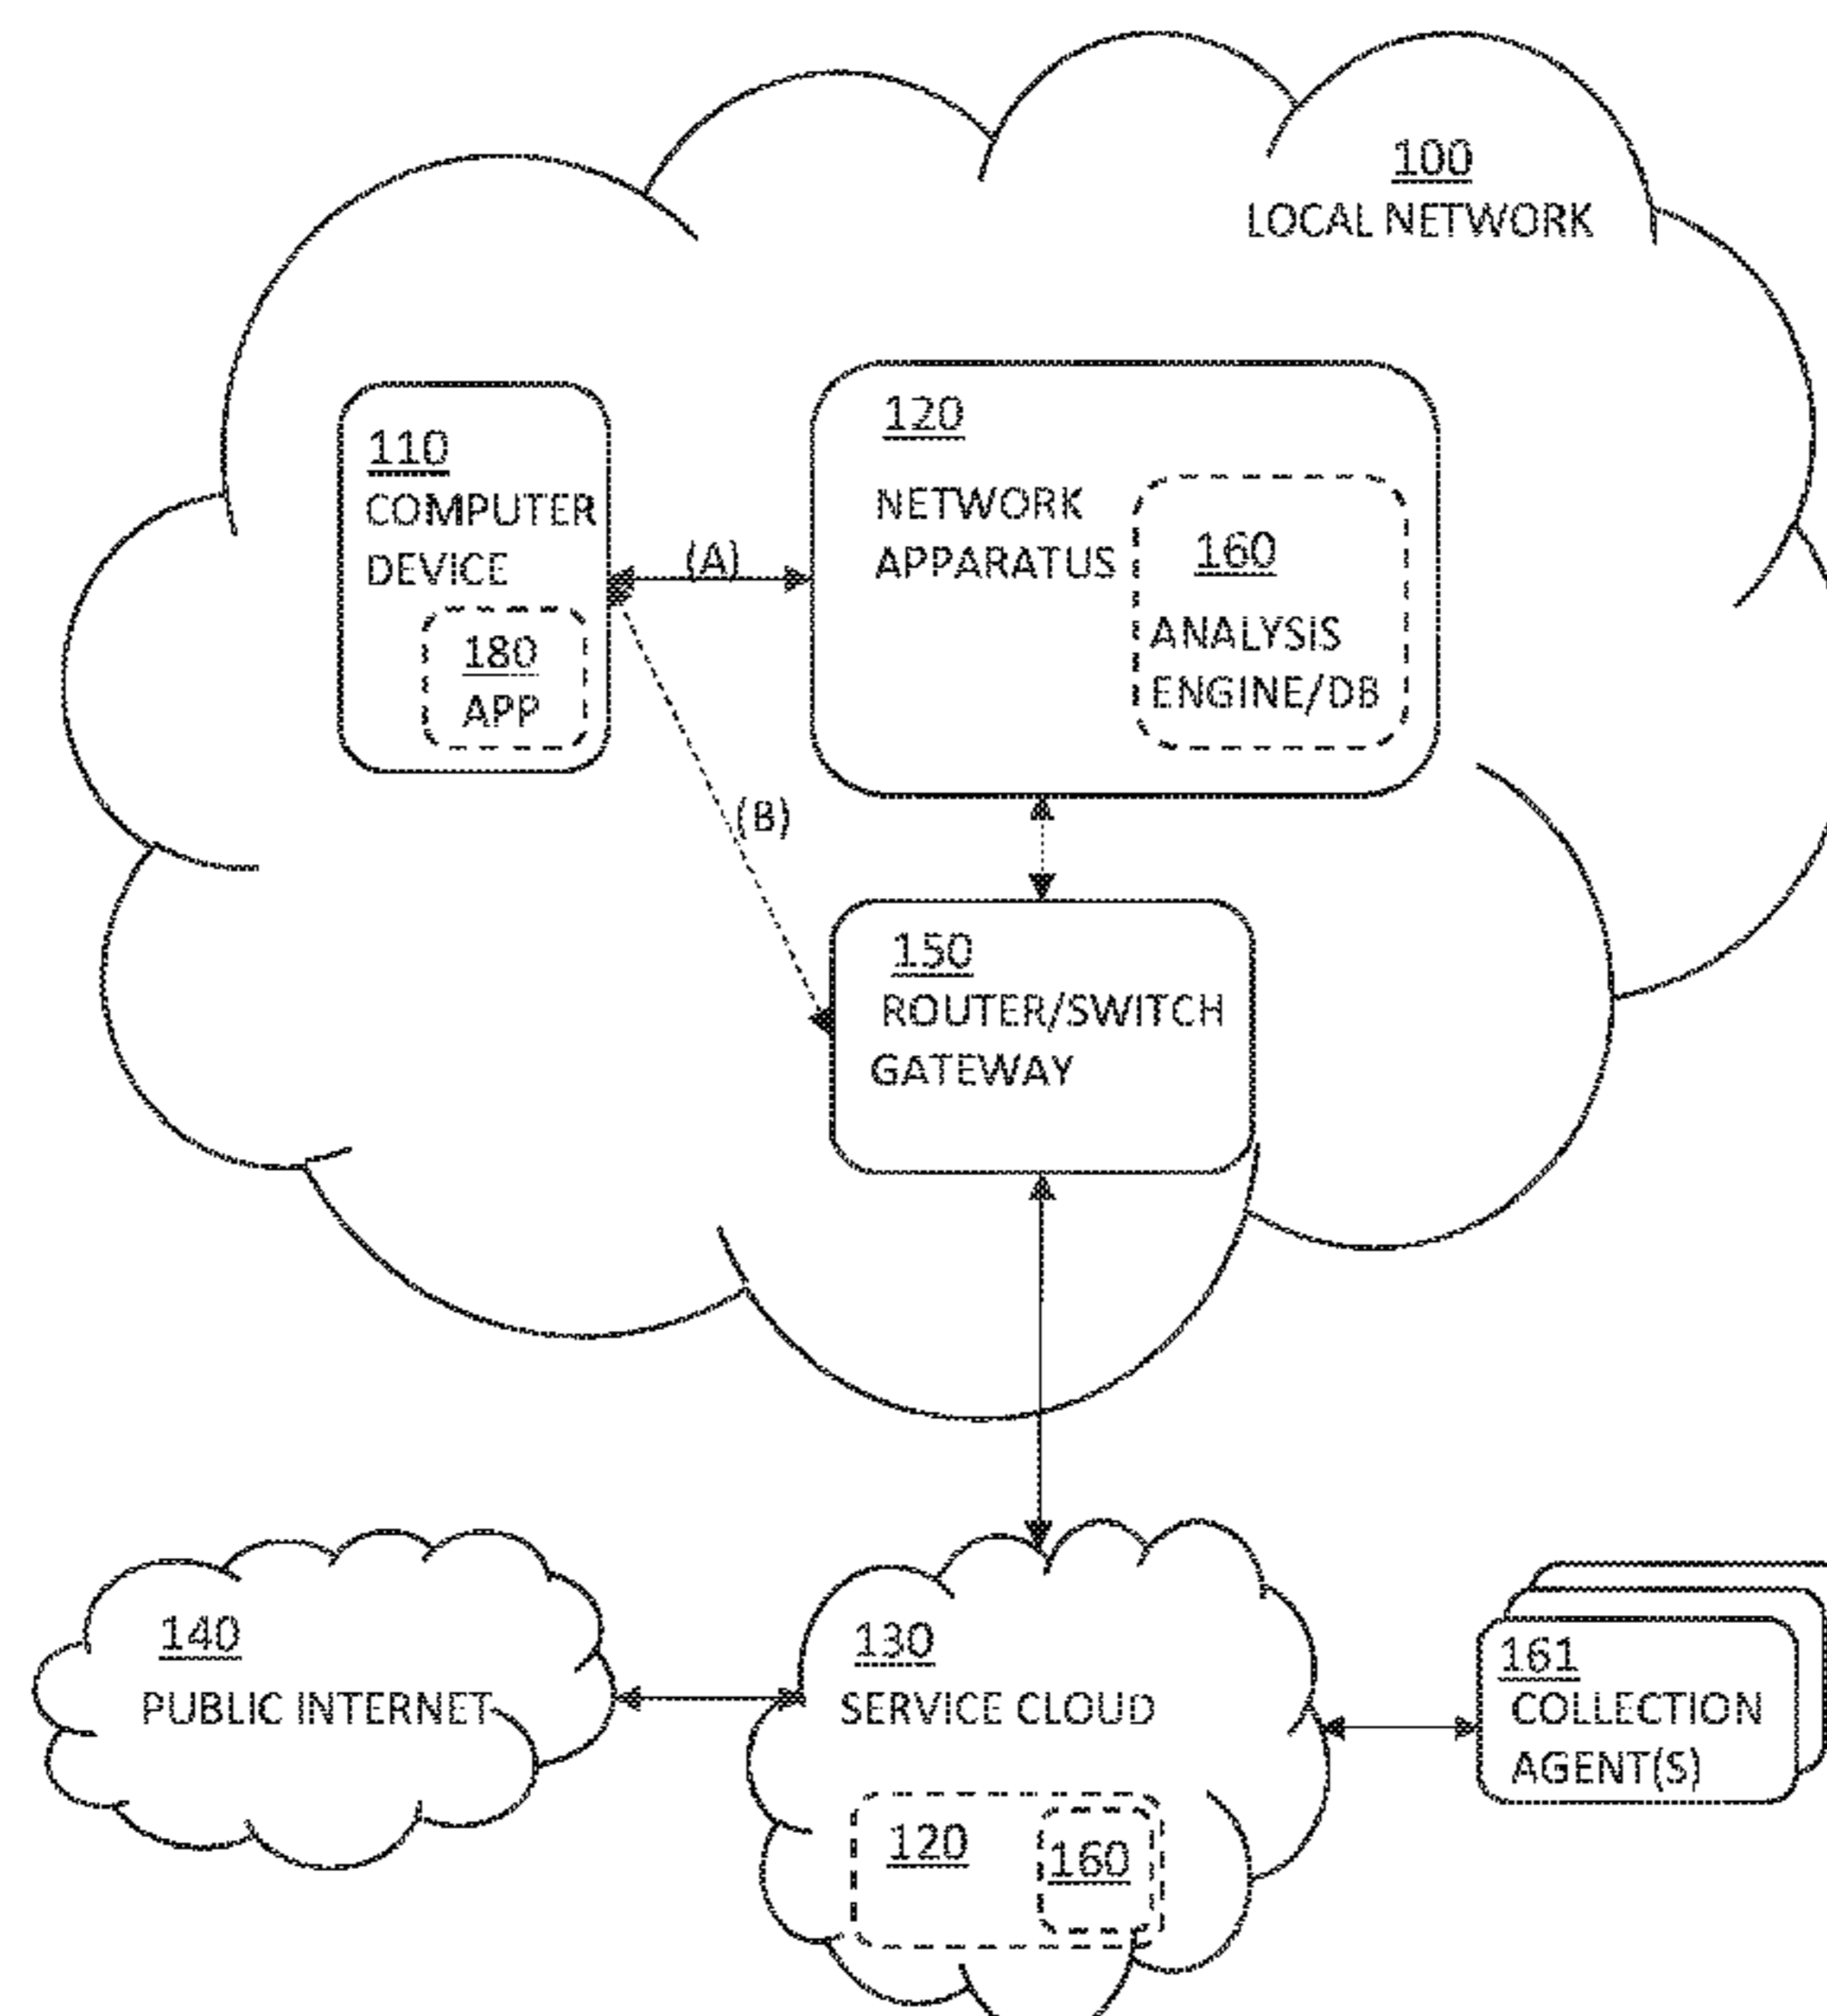 100
LOCAL NETWORK
110
COMPUTER
DEVICE
180
APP
(A)
120
NETWORK
APPARATUS
160
ANALYSIS
ENGINE/DB
(B)
150
ROUTER/SWITCH
GATEWAY
140
PUBLIC INTERNET
130
SERVICE CLOUD
120
160
161
COLLECTION
AGENT(S)